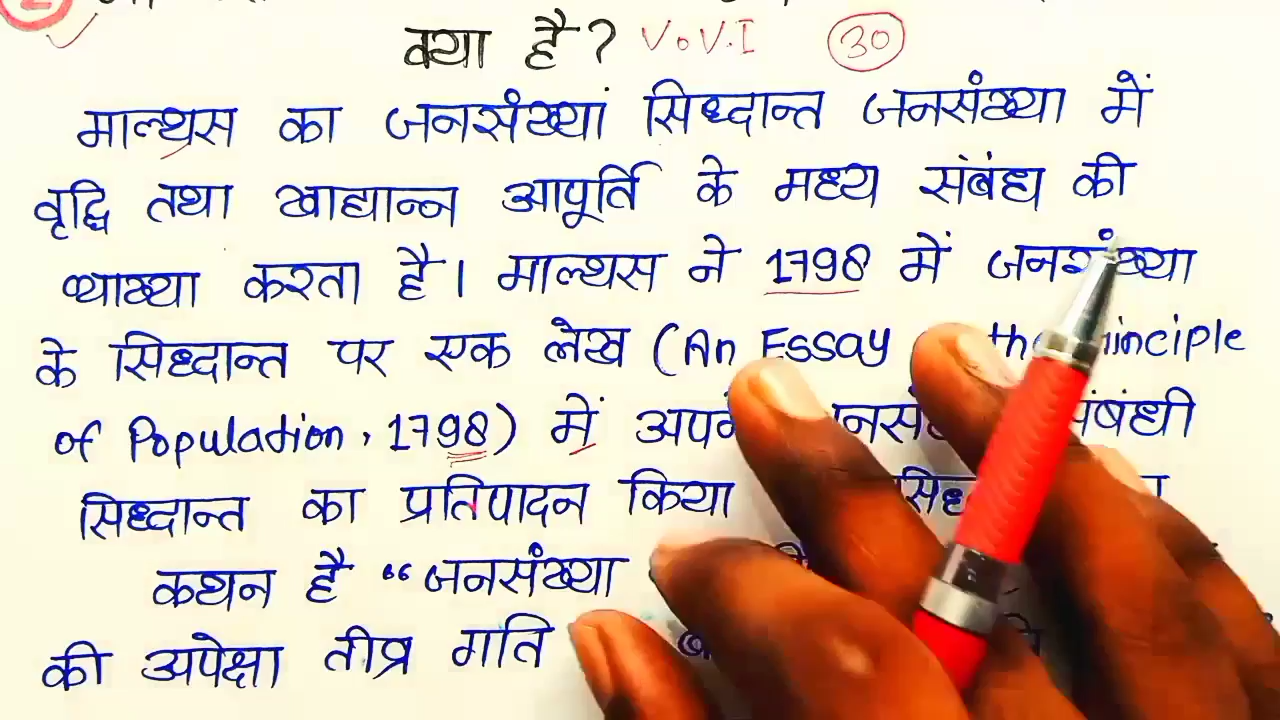 क्या है? V.V.I 30
माल्थस का जनसंख्यां सिध्दान्त जनसंख्या में
वृद्धि तथा खाद्यान्न आपूर्ति के मध्य संबंध की
व्याख्या करता है। माल्थस ने 1798 में जनसंख्या
के सिध्दान्त पर एक लेख (An Essay
of Population, 1798) में
सिध्दान्त का प्रतिपादन किया
कथन है “जनसंख्या
की अपेक्षा तीव्र गति